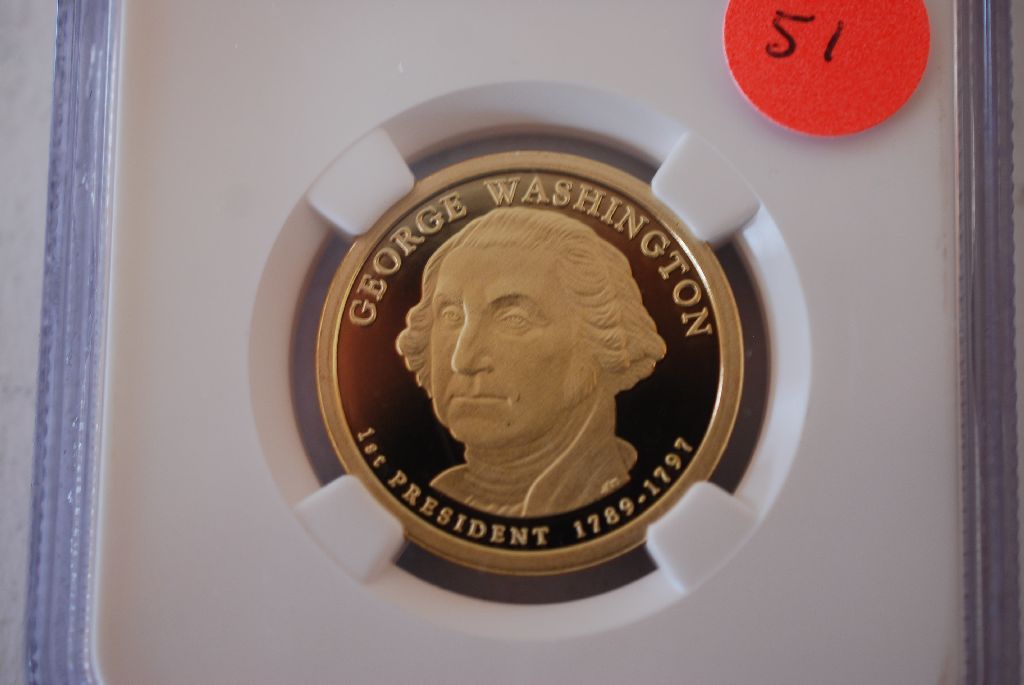 51
GEORGE WASHINGTON
1st PRESIDENT 1789-1797